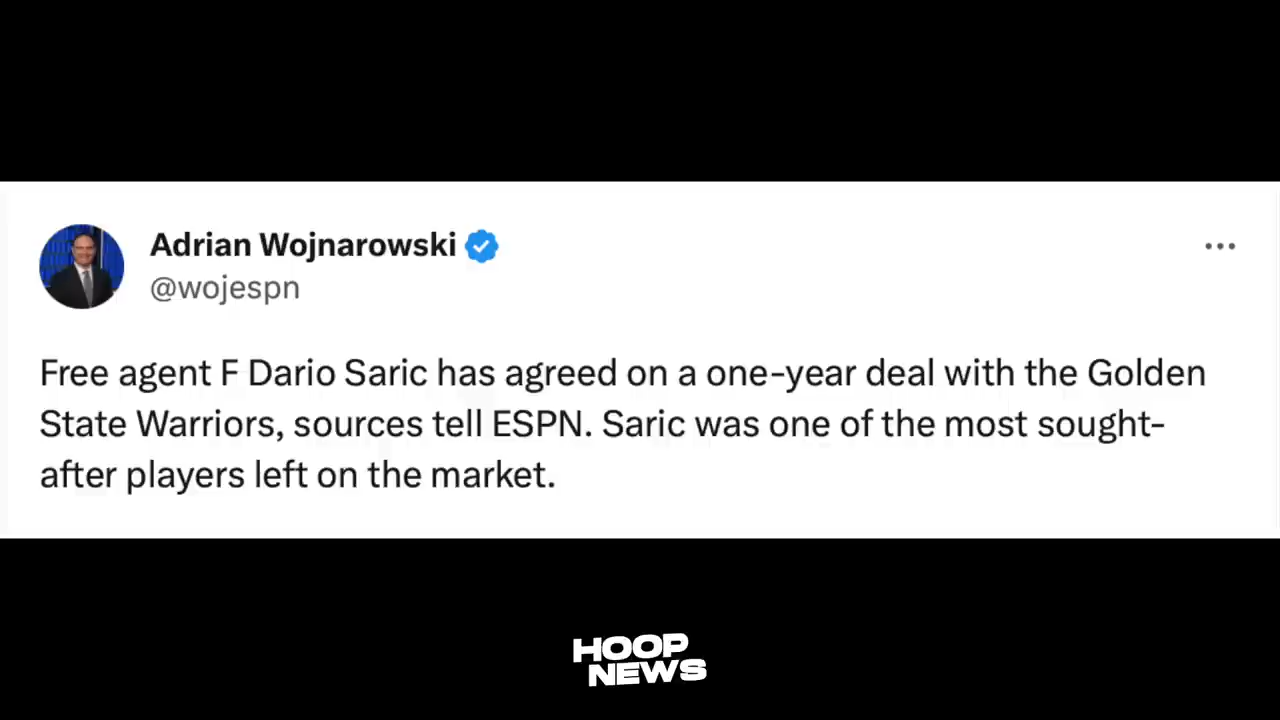 Adrian Wojnarowski
@wojespn
Free agent F Dario Saric has agreed on a one-year deal with the Golden
State Warriors, sources tell ESPN. Saric was one of the most sought-
after players left on the market.
HOOP
NEWS